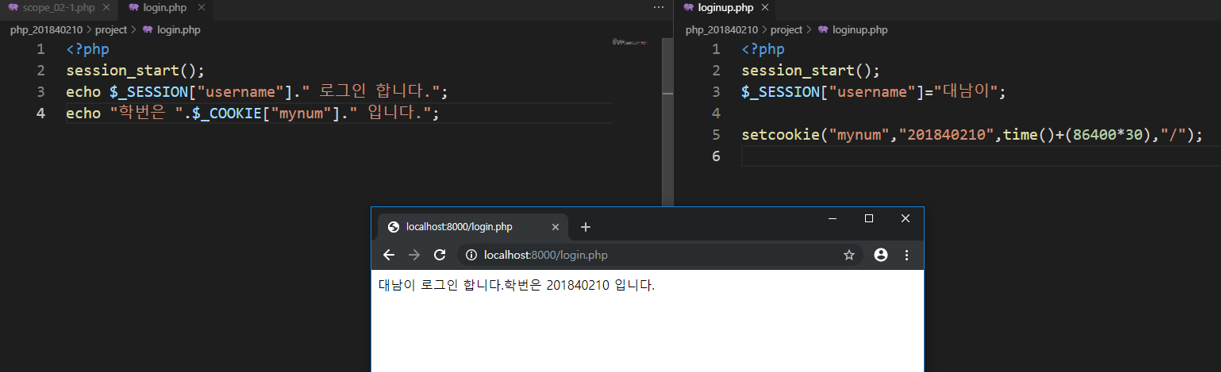 scope_02-1.php
login.php
php_201840210 > project > login.php
1 <?php
2 session_start();
3 echo $_SESSION["username"]." 로그인 합니다.";
4 echo "학번은 ".$_COOKIE["mynum"]." 입니다.";
loginup.php
php_201840210 > project > loginup.php
1 <?php
2 session_start();
3 $_SESSION["username"]="대남이";
4
5 setcookie("mynum","201840210",time()+(86400*30),"/");
6
localhost:8000/login.php
localhost:8000/login.php
대남이 로그인 합니다.학번은 201840210 입니다.